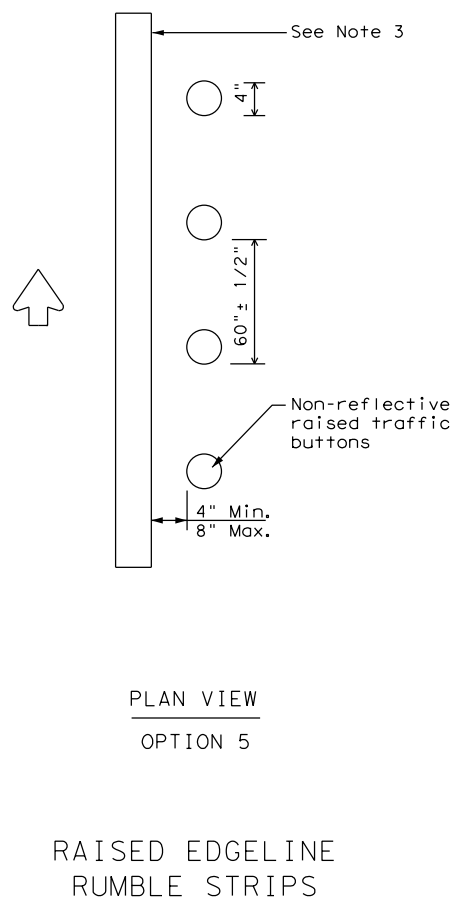 See Note 3
4"
60"± 1/2"
Non-reflective
raised traffic
buttons
4" Min.
8" Max.
PLAN VIEW
OPTION 5
RAISED EDGELINE
RUMBLE STRIPS